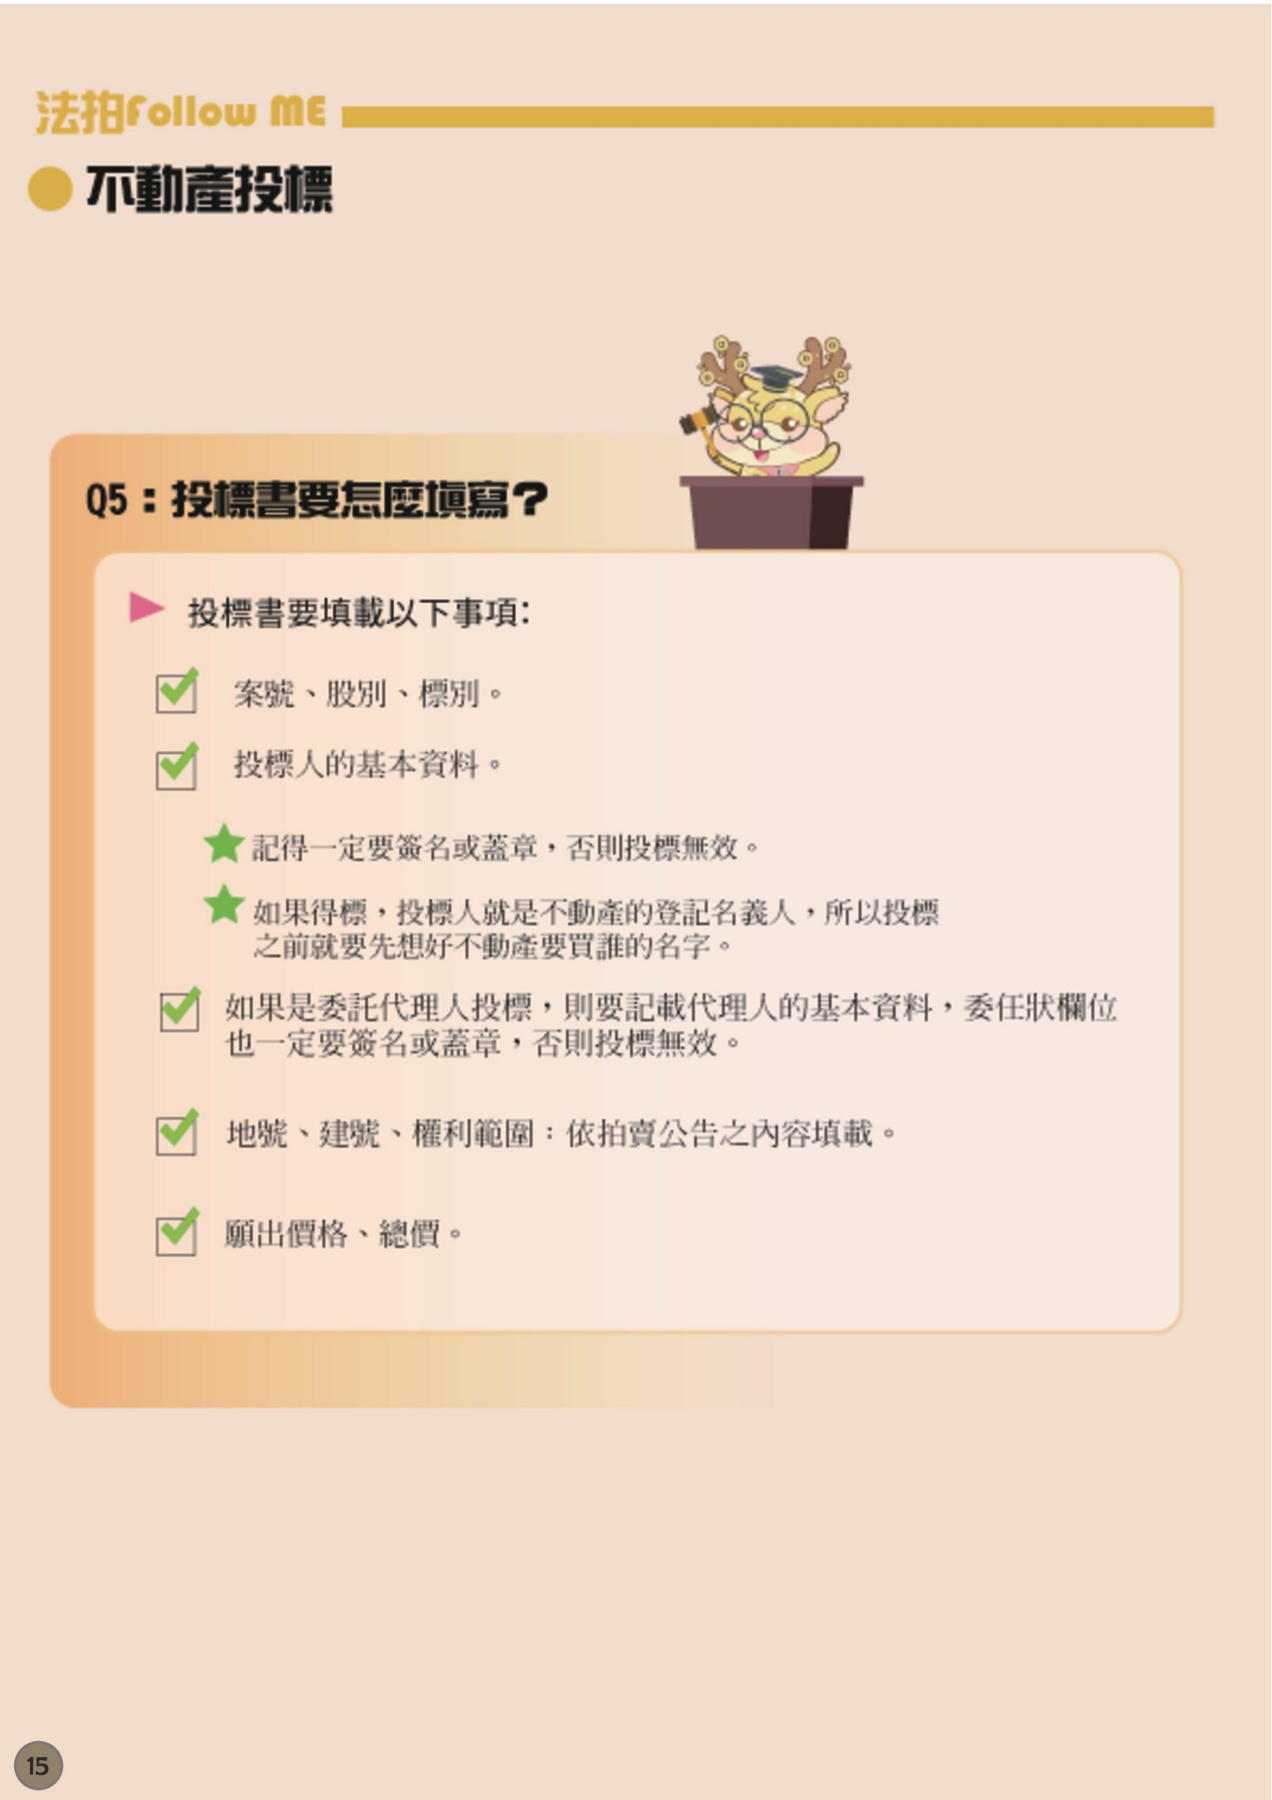 法拍Follow ME
不動產投標
Q5：投標書要怎麼填寫？
投標書要填載以下事項：
案號、股別、標別。
投標人的基本資料。
記得一定要簽名或蓋章，否則投標無效。
如果得標，投標人就是不動產的登記名義人，所以投標
之前就要先想好不動產要買誰的名字。
如果是委託代理人投標，則要記載代理人的基本資料，委任狀欄位
也一定要簽名或蓋章，否則投標無效。
地號、建號、權利範圍：依拍賣公告之內容填載。
願出價格、總價。
15